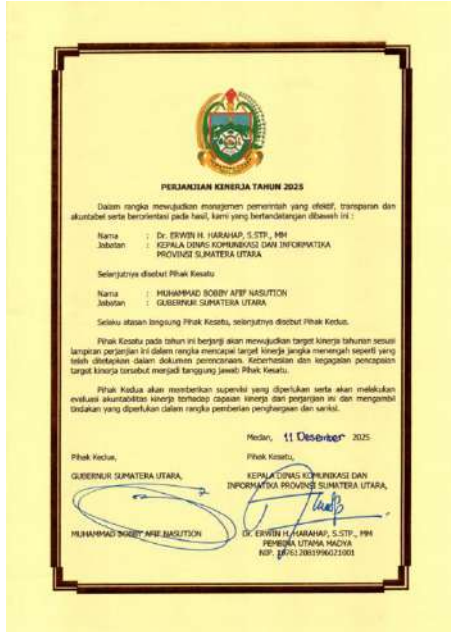 PERJANJIAN KINERJA TAHUN 2025
Dalam rangka mewujudkan manajemen pemerintah yang efektif, transparan dan
akuntabel serta berorientasi pada hasil, kami yang bertandatangan dibawah ini :
Nama : Dr. ERWIN H. HARAHAP, S.STP., MM
Jabatan : KEPALA DINAS KOMUNIKASI DAN INFORMATIKA
PROVINSI SUMATERA UTARA
Selanjutnya disebut Pihak Kesatu
Nama : MUHAMMAD BOBBY AFIF NASUTION
Jabatan : GUBERNUR SUMATERA UTARA
Selaku atasan langsung Pihak Kesatu, selanjutnya disebut Pihak Kedua.
Pihak Kesatu pada tahun ini berjanji akan mewujudkan target kinerja tahunan sesuai
lampiran perjanjian ini dalam rangka mencapai target kinerja jangka menengah seperti yang
telah ditetapkan dalam dokumen perencanaan. Keberhasilan dan kegagalan pencapaian
target kinerja tersebut menjadi tanggung jawab Pihak Kesatu.
Pihak Kedua akan memberikan supervisi yang diperlukan serta akan melakukan
evaluasi akuntabilitas kinerja terhadap capaian kinerja dari perjanjian ini dan mengambil
tindakan yang diperlukan dalam rangka pemberian penghargaan dan sanksi.
Medan, 11 Desember 2025
Pihak Kedua,
GUBERNUR SUMATERA UTARA,
MUHAMMAD BOBBY AFIF NASUTION
Pihak Kesatu,
KEPALA DINAS KOMUNIKASI DAN
INFORMATIKA PROVINSI SUMATERA UTARA,
Dr. ERWIN H. HARAHAP, S.STP., MM
PEMBINA UTAMA MADYA
NIP. 197612081996021001